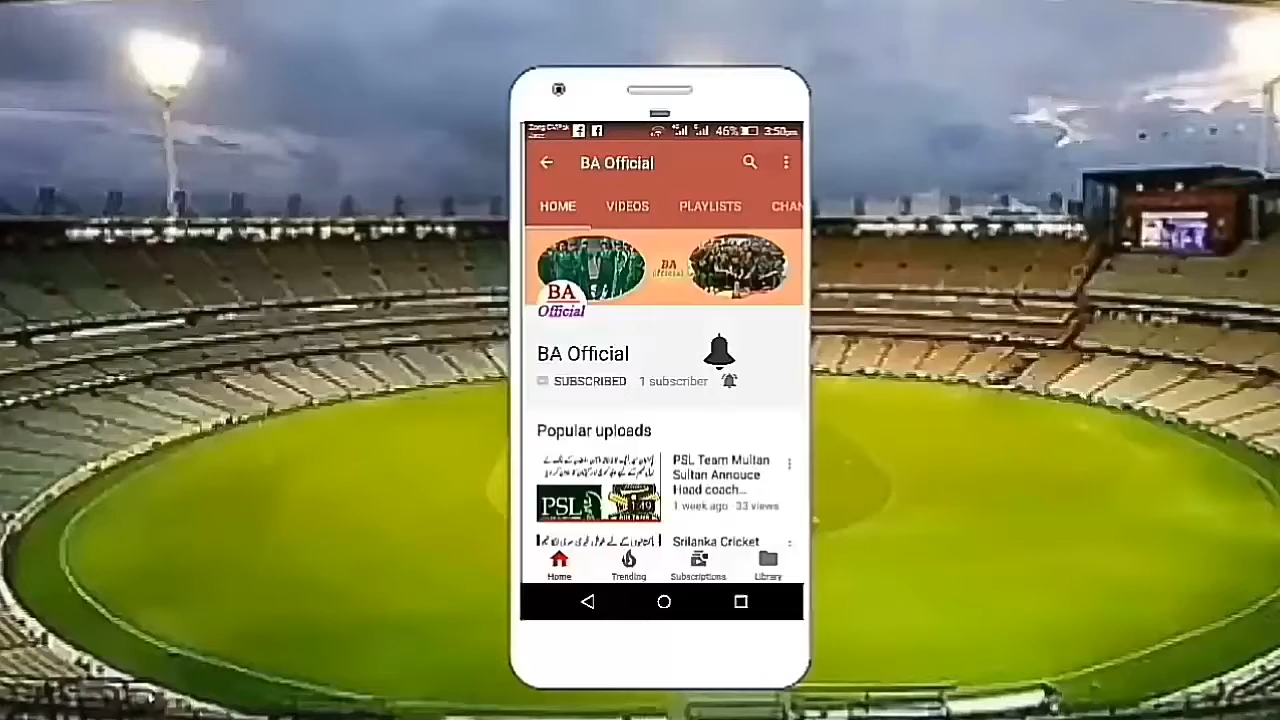 46% 3:50pm
BA Official
HOME VIDEOS PLAYLISTS CHAN
BA
official
BA
Official
BA Official
SUBSCRIBED 1 subscriber
Popular uploads
PSL Team Multan
Sultan Annouce
Head coach...
1 week ago · 33 views
PSL
1:49
Srilanka Cricket
Home Trending Subscriptions Library